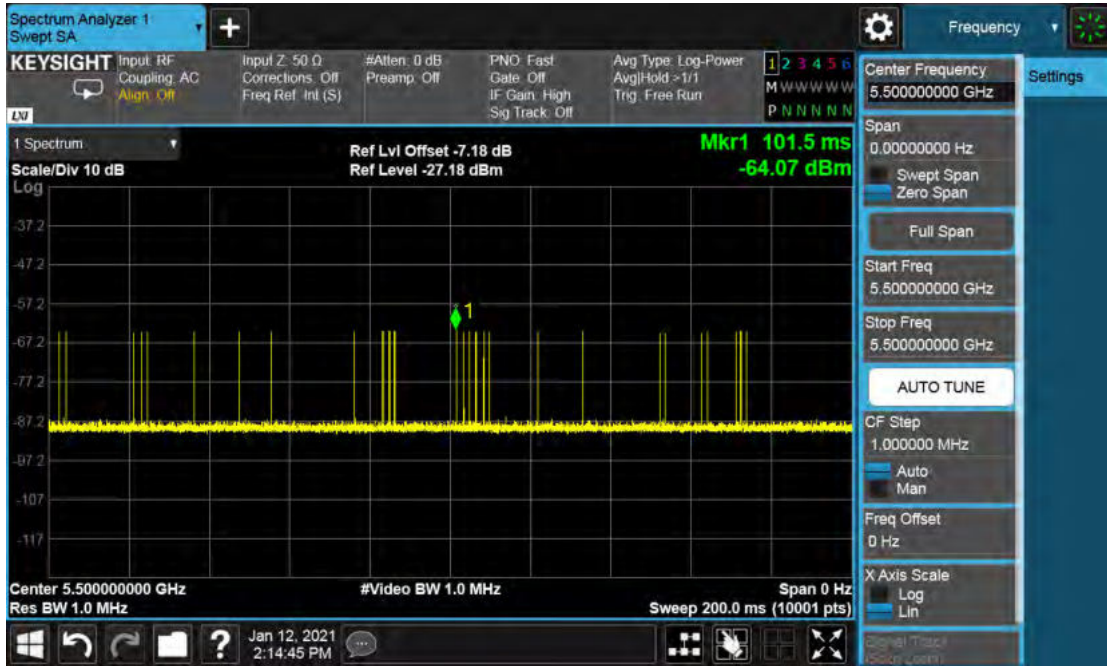 Spectrum Analyzer 1
Swept SA
+
Frequency
KEYSIGHT
LXI
Input: RF
Coupling: AC
Align: Off
Input Z: 50 Ω
Corrections: Off
Freq Ref: Int (S)
#Atten: 0 dB
Preamp: Off
PNO: Fast
Gate: Off
IF Gain: High
Sig Track: Off
Avg Type: Log-Power
Avg|Hold >1/1
Trig: Free Run
1 2 3 4 5 6
M W W W W W
P N N N N N
1 Spectrum
Scale/Div 10 dB
Log
Ref Lvl Offset -7.18 dB
Ref Level -27.18 dBm
Mkr1 101.5 ms
-64.07 dBm
-37.2
-47.2
-57.2
-67.2
-77.2
-87.2
-97.2
-107
-117
1
Center 5.500000000 GHz
Res BW 1.0 MHz
#Video BW 1.0 MHz
Span 0 Hz
Sweep 200.0 ms (10001 pts)
Center Frequency
5.500000000 GHz
Settings
Span
0.00000000 Hz
Swept Span
Zero Span
Full Span
Start Freq
5.500000000 GHz
Stop Freq
5.500000000 GHz
AUTO TUNE
CF Step
1.000000 MHz
Auto
Man
Freq Offset
0 Hz
X Axis Scale
Log
Lin
Signal Track
(Span Zoom)
?
Jan 12, 2021
2:14:45 PM